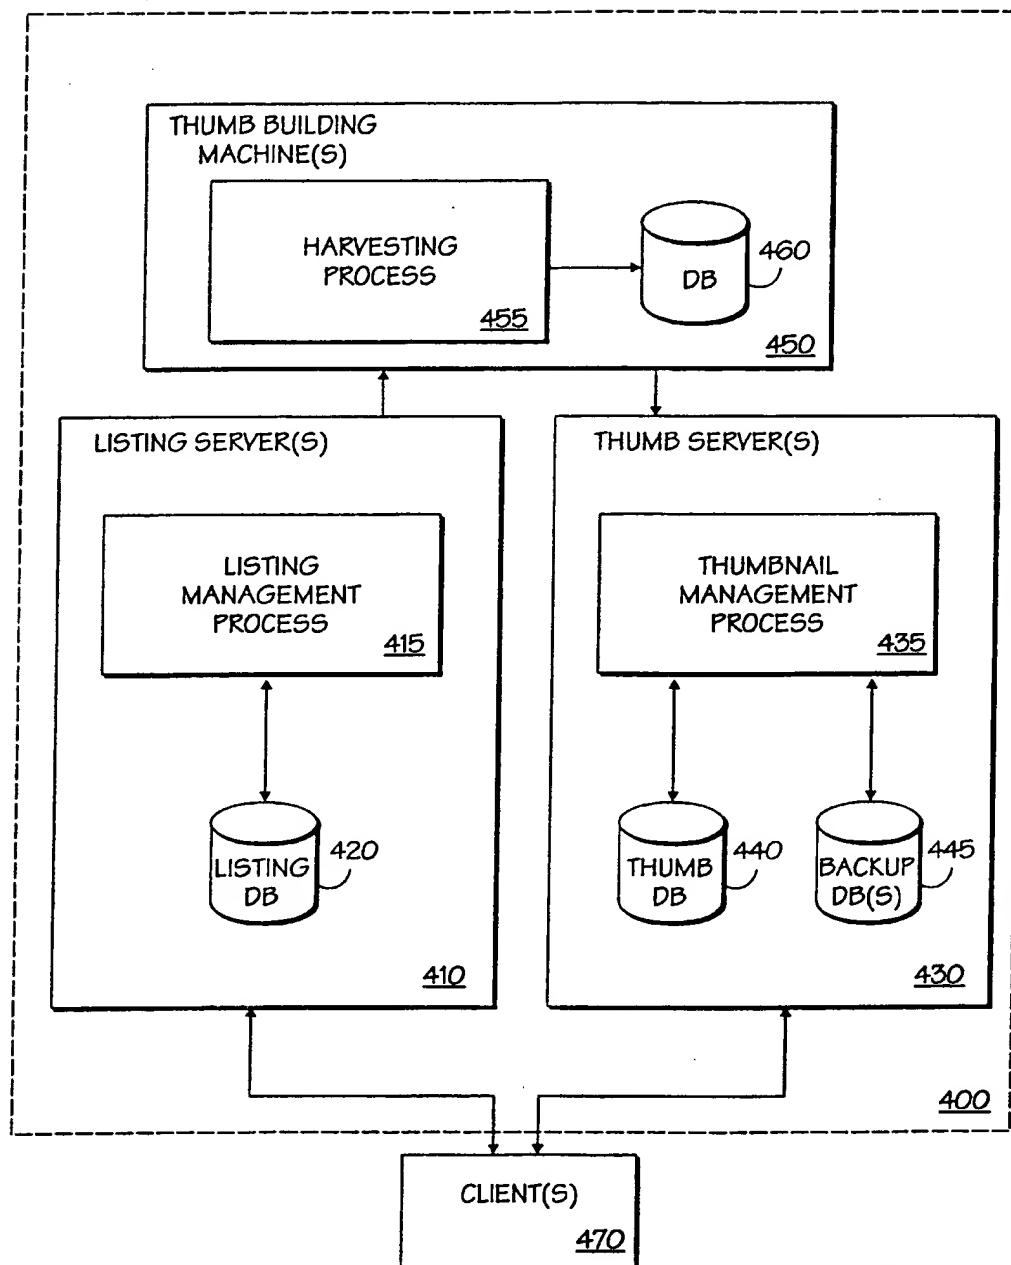 THUMB BUILDING
MACHINE(S)
HARVESTING
PROCESS
455
DB
460
450
LISTING SERVER(S)
LISTING
MANAGEMENT
PROCESS
415
LISTING
DB
420
410
THUMB SERVER(S)
THUMBNAIL
MANAGEMENT
PROCESS
435
THUMB
DB
440
BACKUP
DB(S)
445
430
400
CLIENT(S)
470